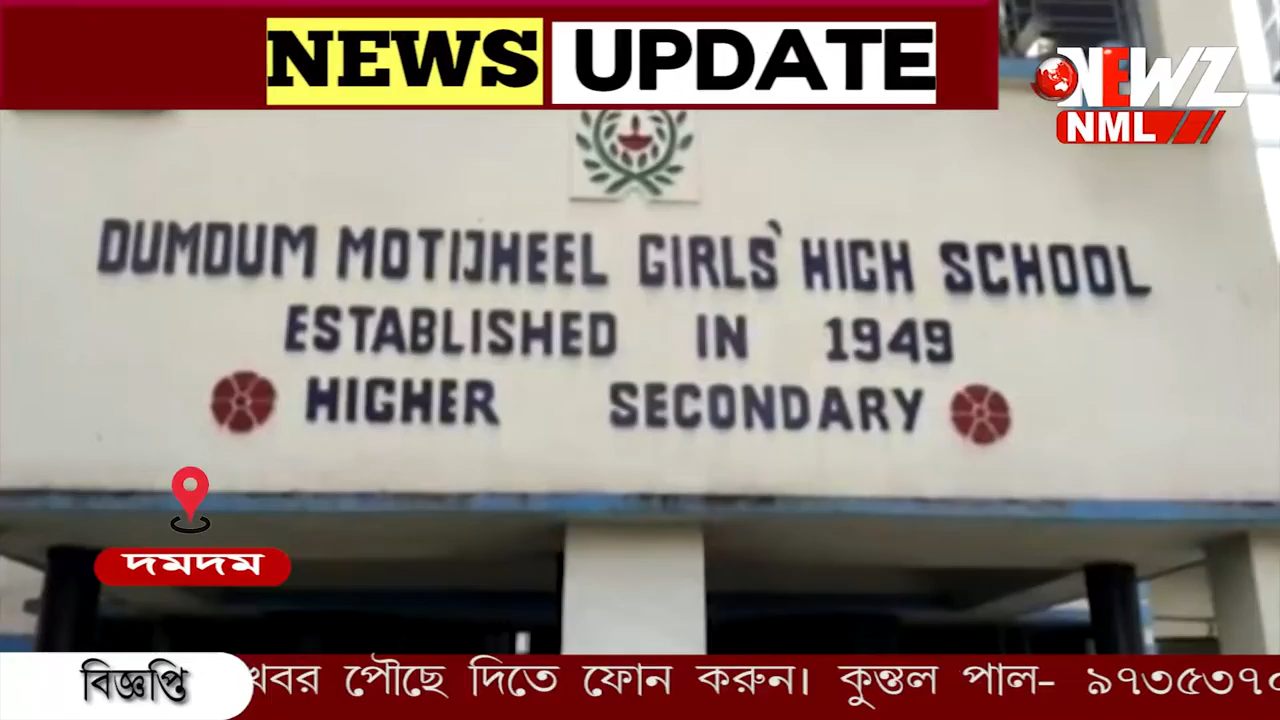 NEWS UPDATE
NEWZ
NML
DUMDUM MOTIJHEEL GIRLS' HIGH SCHOOL
ESTABLISHED IN 1949
HIGHER SECONDARY
দমদম
বিজ্ঞপ্তি
খবর পৌছে দিতে ফোন করুন। কুন্তল পাল- ৯৭৩৫৩৭০